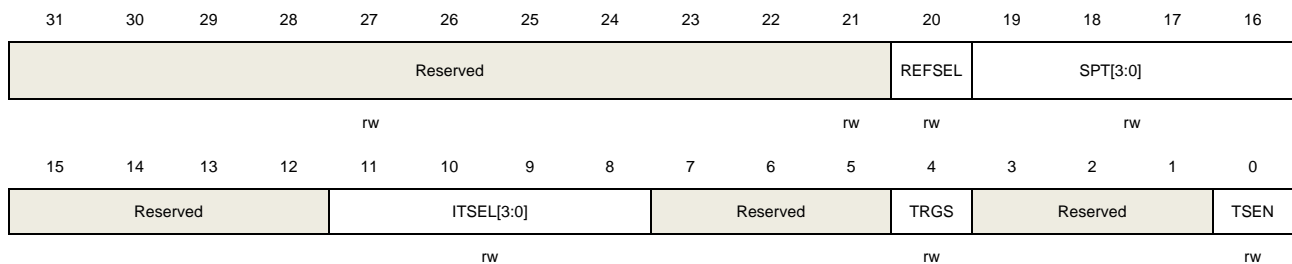 31 30 29 28 27 26 25 24 23 22 21 20 19 18 17 16
Reserved REFSEL SPT[3:0]
rw rw rw rw
15 14 13 12 11 10 9 8 7 6 5 4 3 2 1 0
Reserved ITSEL[3:0] Reserved TRGS Reserved TSEN
rw rw rw